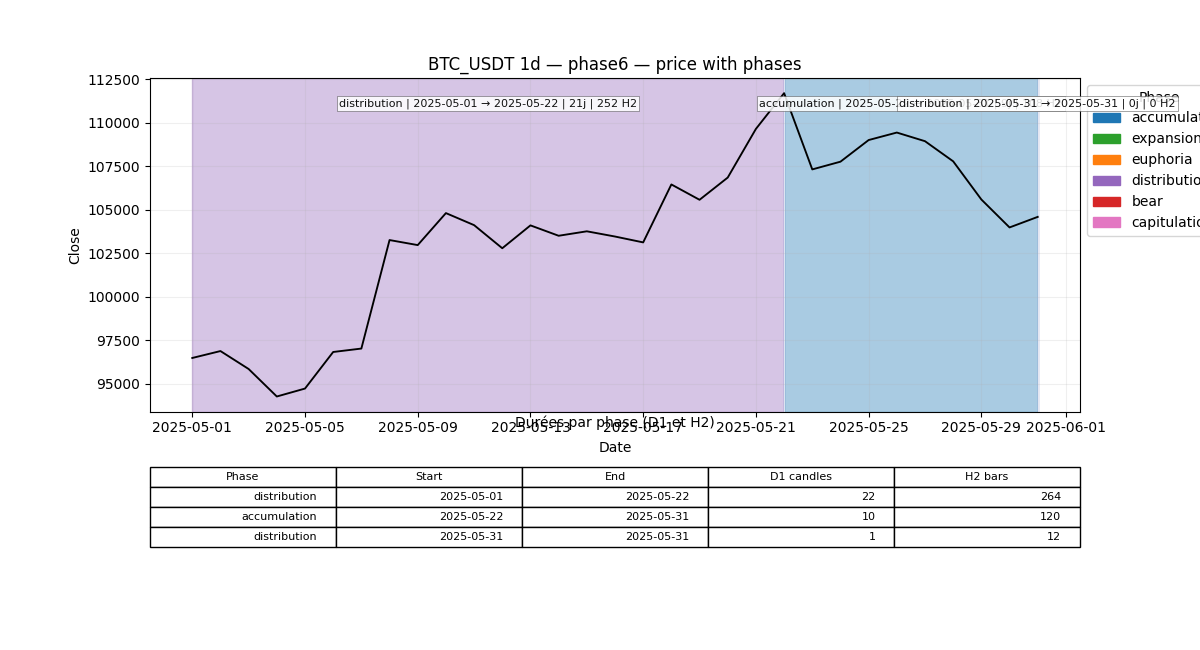 BTC_USDT 1d — phase6 — price with phases
112500
110000
107500
105000
102500
100000
97500
95000
Close
distribution | 2025-05-01 → 2025-05-22 | 21j | 252 H2
accumulation | 2025-05-
distribution | 2025-05-31 → 2025-05-31 | 0j | 0 H2
Phase
accumulat
expansion
euphoria
distributio
bear
capitulatio
2025-05-01 2025-05-05 2025-05-09 2025-05-13 2025-05-17 2025-05-21 2025-05-25 2025-05-29 2025-06-01
Durées par phase (D1 et H2)
Date
Phase Start End D1 candles H2 bars
distribution 2025-05-01 2025-05-22 22 264
accumulation 2025-05-22 2025-05-31 10 120
distribution 2025-05-31 2025-05-31 1 12